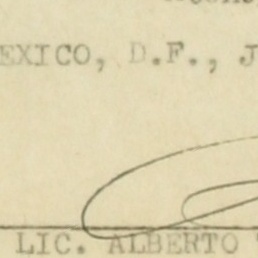 EXICO, D.F., J
LIC. ALBERTO